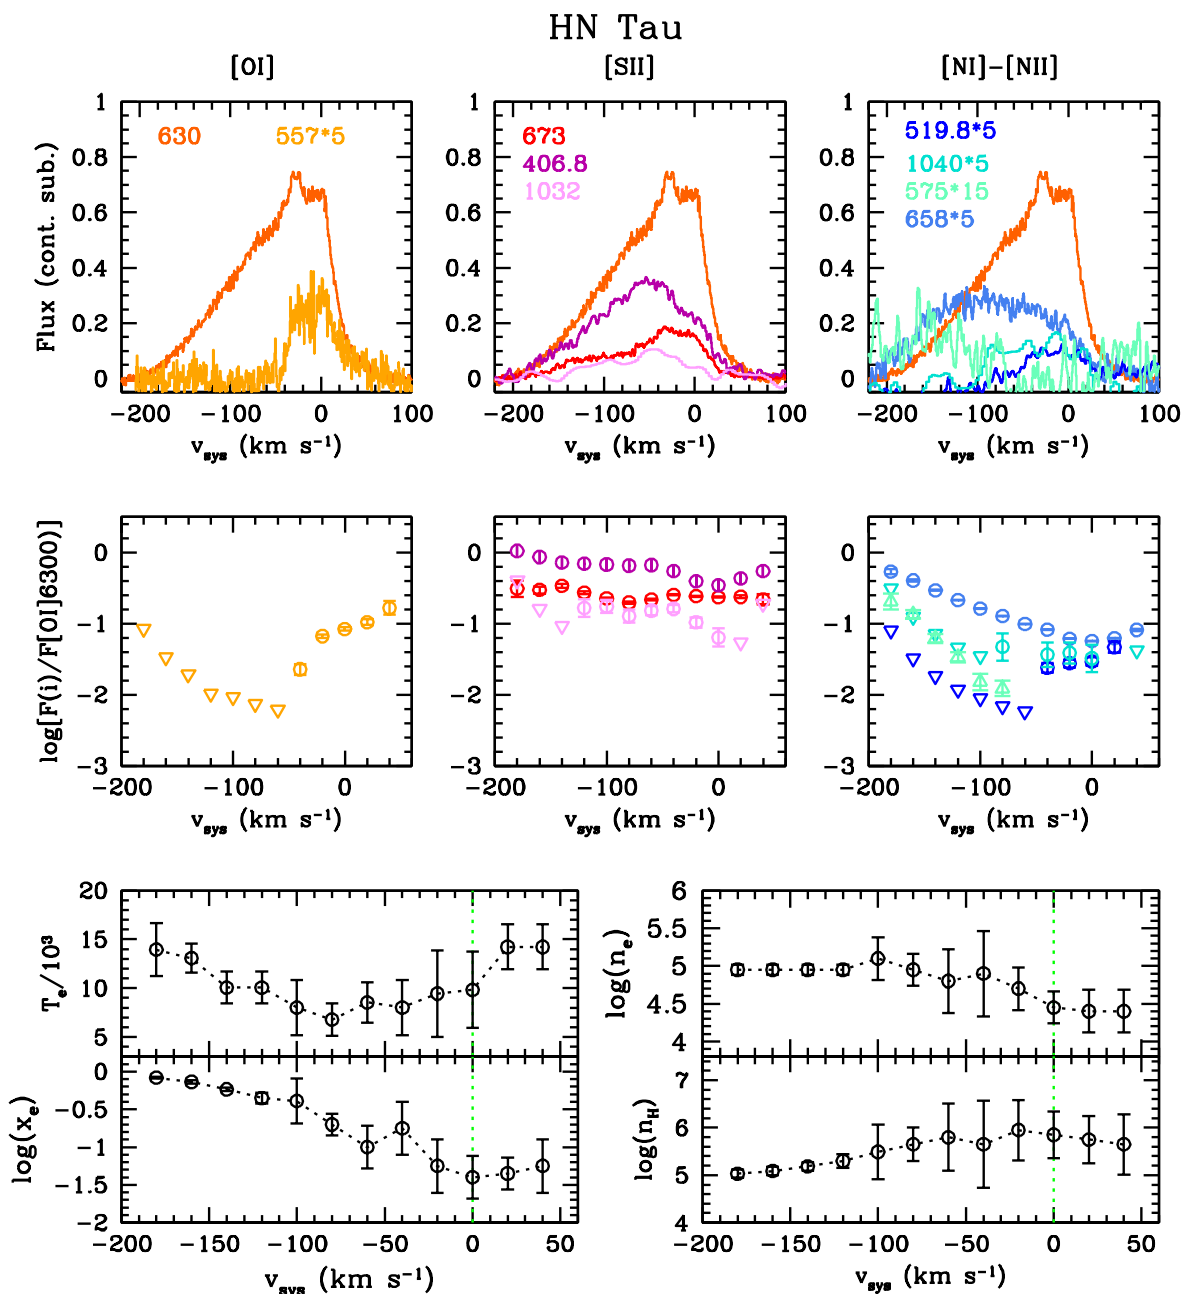 HN Tau
[OI] [SII] [NI]−[NII]
630 557*5
673
406.8
1032
519.8*5
1040*5
575*15
658*5
Flux (cont. sub.)
1
0.8
0.6
0.4
0.2
0
−200 −100 0 100
v_sys (km s⁻¹)
1
0.8
0.6
0.4
0.2
0
−200 −100 0 100
v_sys (km s⁻¹)
1
0.8
0.6
0.4
0.2
0
−200 −100 0 100
v_sys (km s⁻¹)
log[F(i)/F[OI]6300)]
0
−1
−2
−3
−200 −100 0
v_sys (km s⁻¹)
0
−1
−2
−3
−200 −100 0
v_sys (km s⁻¹)
0
−1
−2
−3
−200 −100 0
v_sys (km s⁻¹)
T_e/10³
20
15
10
5
log(x_e)
0
−0.5
−1
−1.5
−2
−200 −150 −100 −50 0 50
v_sys (km s⁻¹)
log(n_e)
6
5.5
5
4.5
4
log(n_H)
7
6
5
4
−200 −150 −100 −50 0 50
v_sys (km s⁻¹)